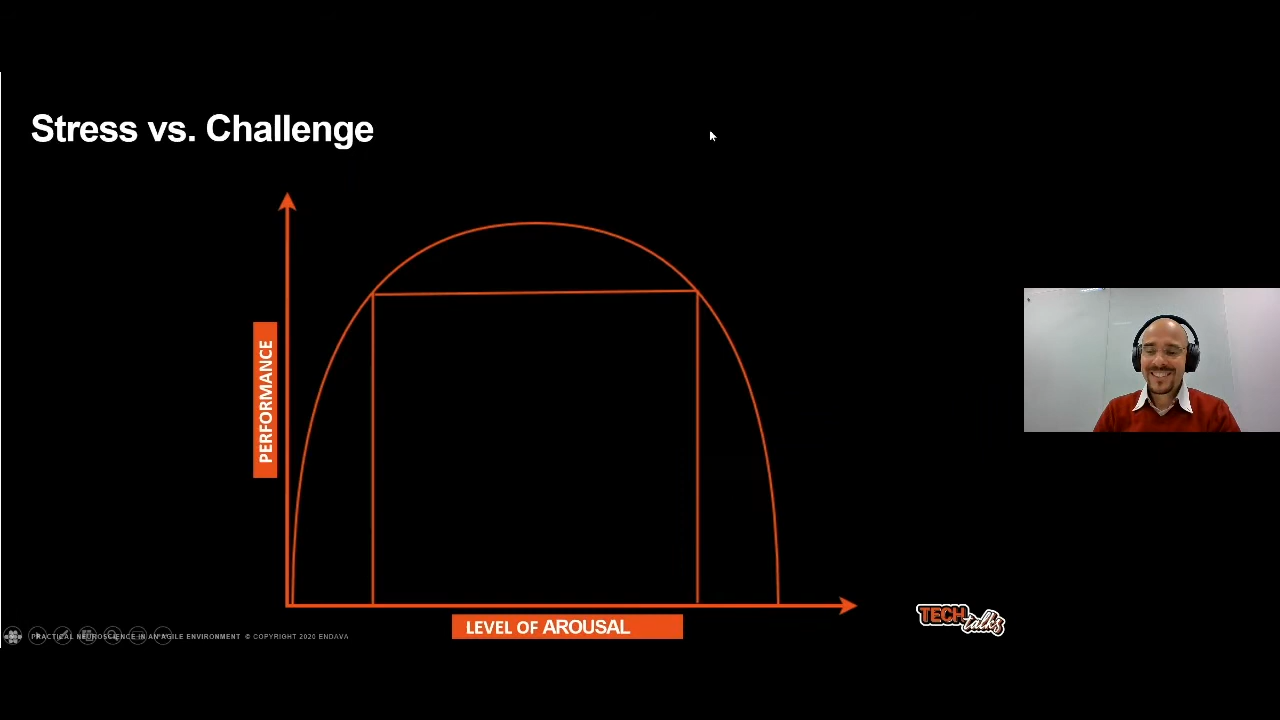 Stress vs. Challenge
PERFORMANCE
LEVEL OF AROUSAL
PRACTICAL NEUROSCIENCE IN AN AGILE ENVIRONMENT © COPYRIGHT 2020 ENDAVA
TECH
talks